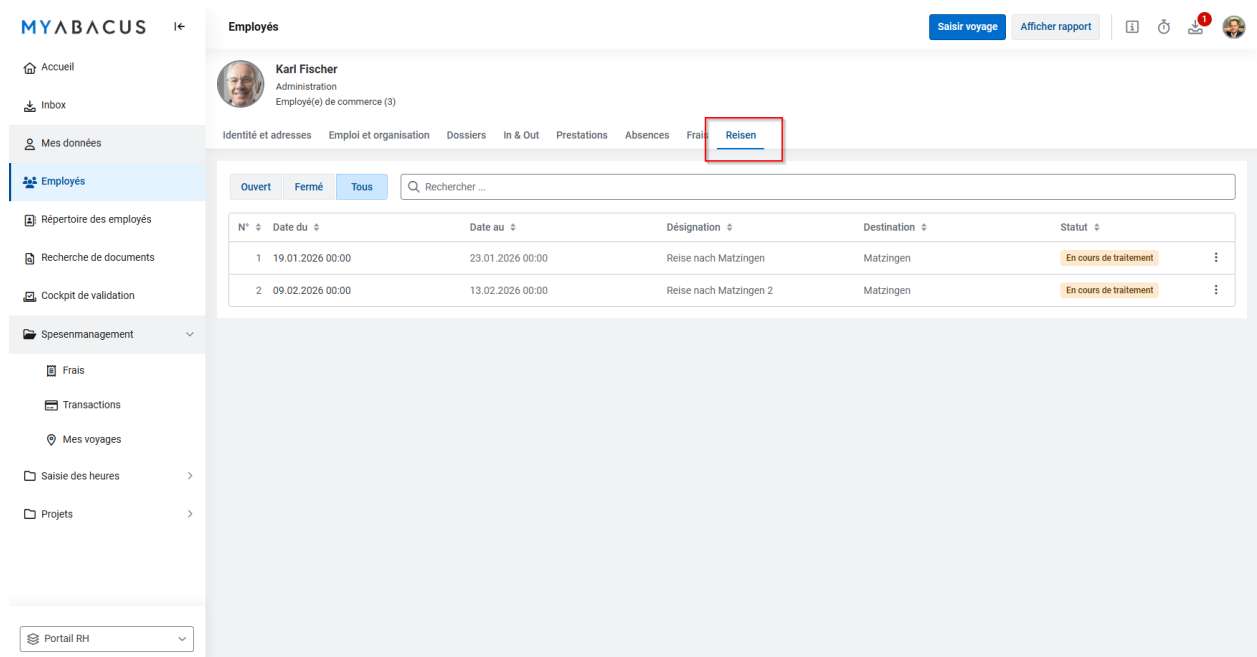 MYABACUS
Employés
Saisir voyage
Afficher rapport
1
Accueil
Inbox
Mes données
Employés
Répertoire des employés
Recherche de documents
Cockpit de validation
Spesenmanagement
Frais
Transactions
Mes voyages
Saisie des heures
Projets
Portail RH
Karl Fischer
Administration
Employé(e) de commerce (3)
Identité et adresses Emploi et organisation Dossiers In & Out Prestations Absences Frais Reisen
Ouvert Fermé Tous Rechercher ...
N° Date du Date au Désignation Destination Statut
1 19.01.2026 00:00 23.01.2026 00:00 Reise nach Matzingen Matzingen En cours de traitement
2 09.02.2026 00:00 13.02.2026 00:00 Reise nach Matzingen 2 Matzingen En cours de traitement